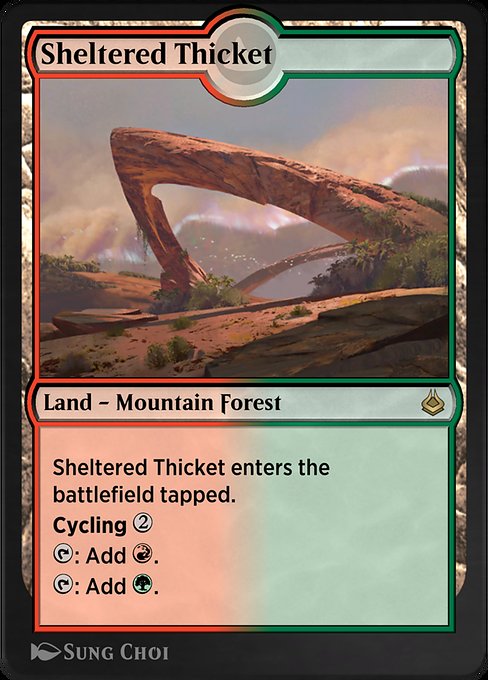 Sheltered Thicket
Land – Mountain Forest
Sheltered Thicket enters the
battlefield tapped.
Cycling 2
: Add .
: Add .
Sung Choi